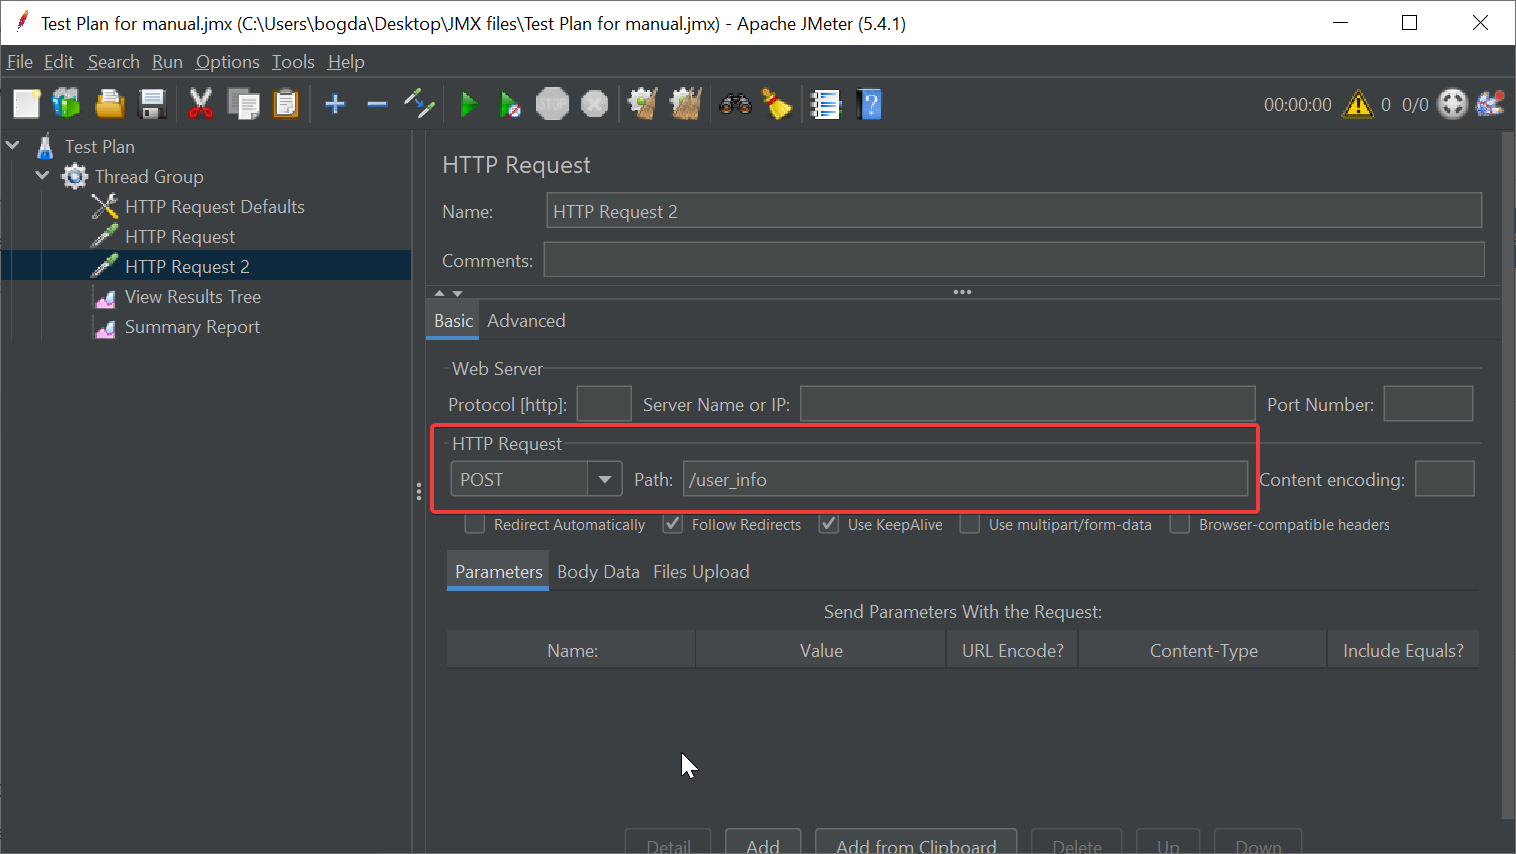 Test Plan for manual.jmx (C:\Users\bogda\Desktop\JMX files\Test Plan for manual.jmx) - Apache JMeter (5.4.1)
File Edit Search Run Options Tools Help
STOP 00:00:00 0 0/0
Test Plan
Thread Group
HTTP Request Defaults
HTTP Request
HTTP Request 2
View Results Tree
Summary Report
HTTP Request
Name: HTTP Request 2
Comments:
Basic Advanced
Web Server
Protocol [http]: Server Name or IP: Port Number:
HTTP Request
POST Path: /user_info Content encoding:
Redirect Automatically Follow Redirects Use KeepAlive Use multipart/form-data Browser-compatible headers
Parameters Body Data Files Upload
Send Parameters With the Request:
Name: Value URL Encode? Content-Type Include Equals?
Detail Add Add from Clipboard Delete Up Down